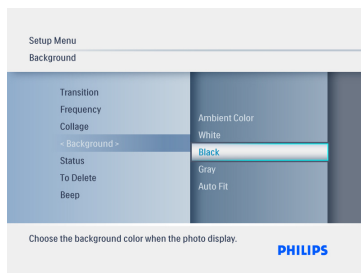 Setup Menu
Background
Transition
Frequency
Collage
< Background >
Status
To Delete
Beep
Ambient Color
White
Black
Gray
Auto Fit
Choose the background color when the photo display.
PHILIPS